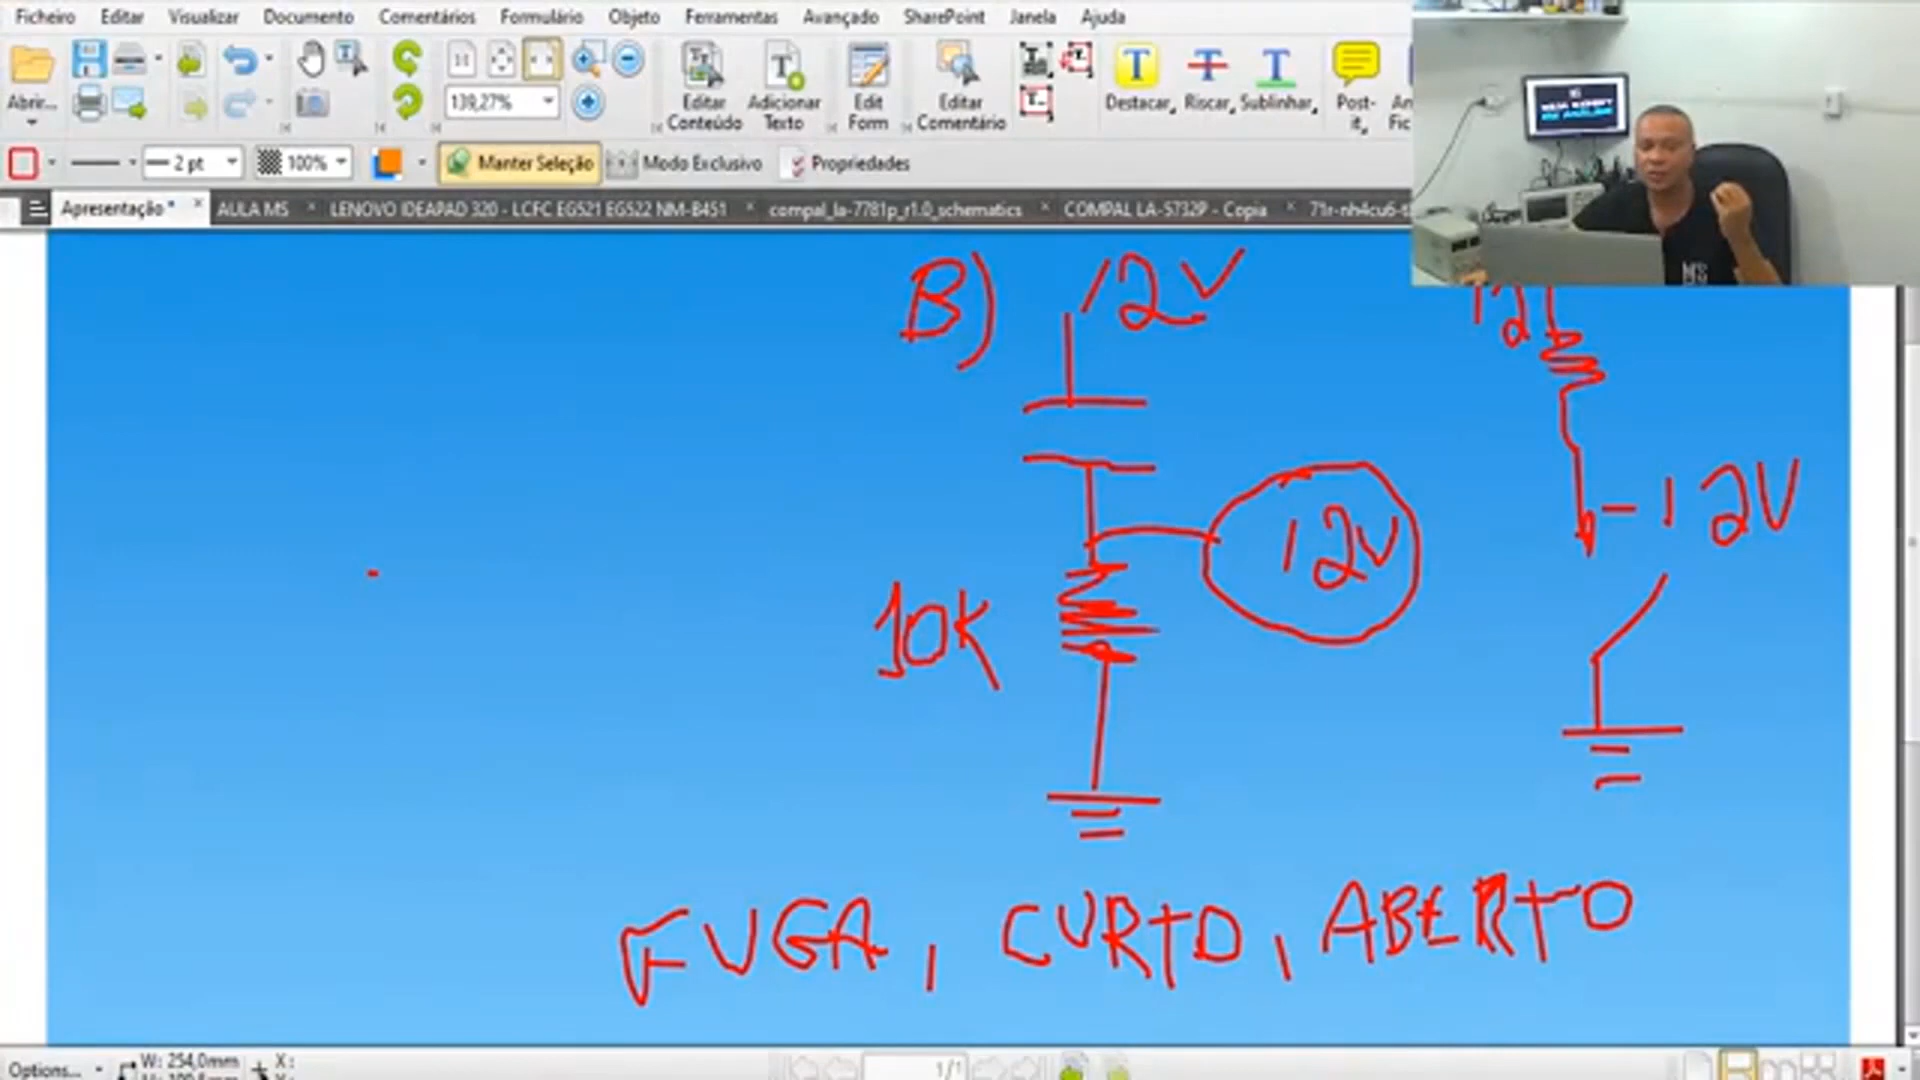 Ficheiro Editar Visualizar Documento Comentários Formulário Objeto Ferramentas Avançado SharePoint Janela Ajuda
Abrir... Editar Conteúdo Adicionar Texto Edit Form Editar Comentário Destacar, Riscar, Sublinhar, Post-it,
139,27%
2 pt 100% Manter Seleção Modo Exclusivo Propriedades
Apresentação* AULA MS LENOVO IDEAPAD 320 - LCFC EG521 EG522 NM-B451 compal_la-7781p_r1.0_schematics COMPAL LA-5732P - Copia
MS
B) 12V
12
12V
-12V
10K
FUGA, CURTO, ABERTO
Options... W: 254,0mm X:
1/1